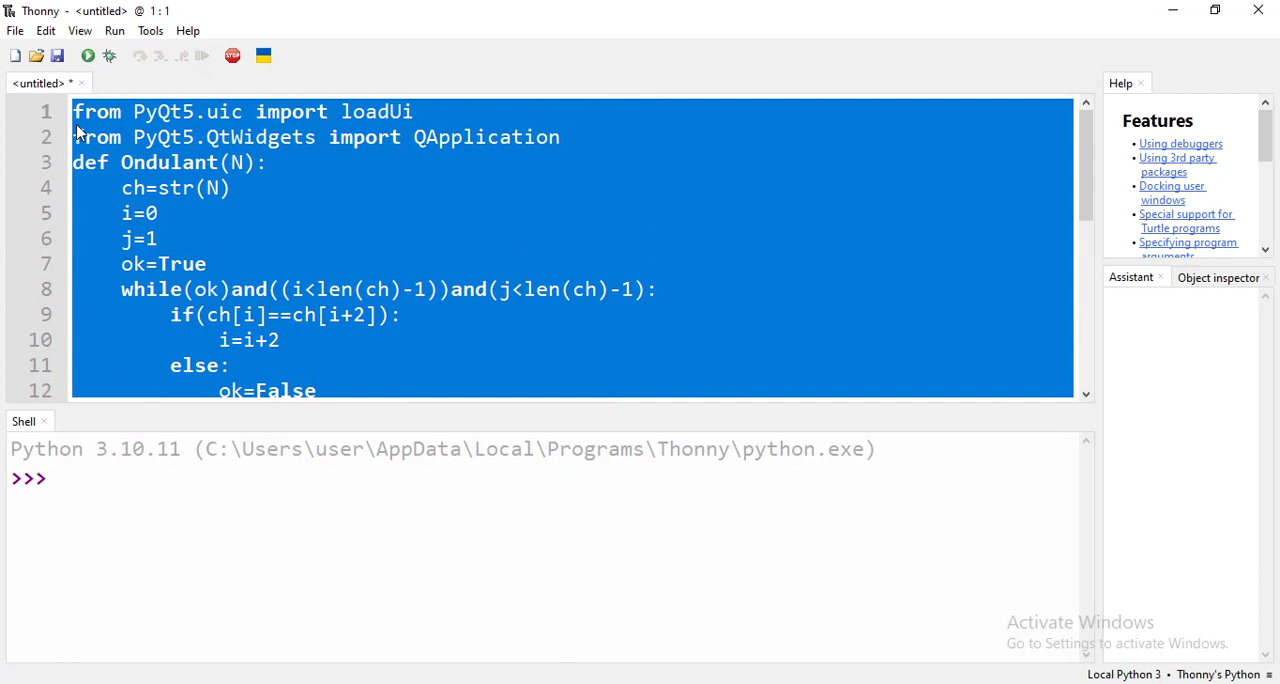 Thonny - <untitled> @ 1:1
File Edit View Run Tools Help
STOP
<untitled> * ×
1 from PyQt5.uic import loadUi
2 from PyQt5.QtWidgets import QApplication
3 def Ondulant(N):
4 ch=str(N)
5 i=0
6 j=1
7 ok=True
8 while(ok)and((i<len(ch)-1))and(j<len(ch)-1):
9 if(ch[i]==ch[i+2]):
10 i=i+2
11 else:
12 ok=False
Shell ×
Python 3.10.11 (C:\Users\user\AppData\Local\Programs\Thonny\python.exe)
>>>
Help ×
Features
• Using debuggers
• Using 3rd party
packages
• Docking user
windows
• Special support for
Turtle programs
• Specifying program
arguments
Assistant × Object inspector ×
Activate Windows
Go to Settings to activate Windows.
Local Python 3 • Thonny's Python ≡